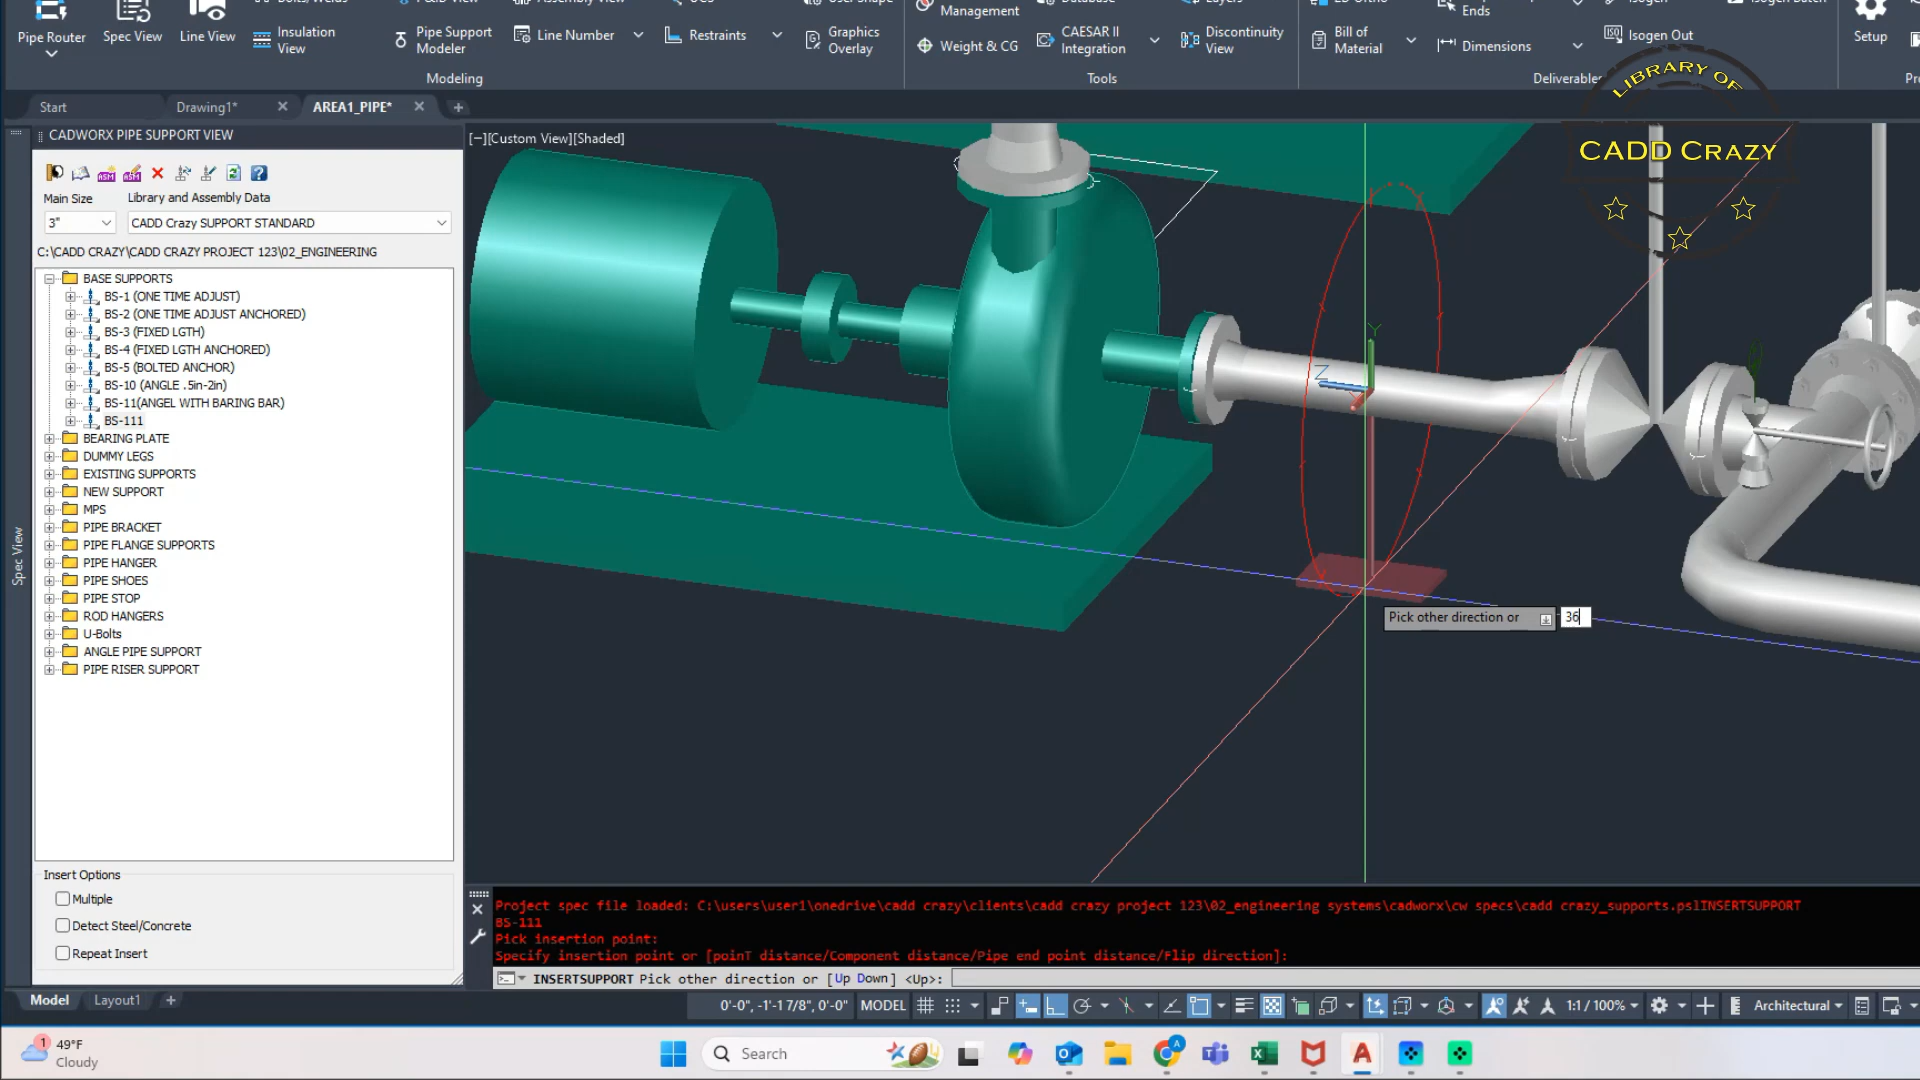 Management
Ends
Pipe Router
Spec View
Line View
Insulation
View
Pipe Support
Modeler
Line Number
Restraints
Graphics
Overlay
Weight & CG
CAESAR II
Integration
Discontinuity
View
Bill of
Material
Dimensions
Isogen Out
Setup
Modeling
Tools
Deliverables
Start
Drawing1*
AREA1_PIPE*
LIBRARY OF
CADD CRAZY
CADWORX PIPE SUPPORT VIEW
[−][Custom View][Shaded]
Main Size
Library and Assembly Data
3"
CADD Crazy SUPPORT STANDARD
C:\CADD CRAZY\CADD CRAZY PROJECT 123\02_ENGINEERING
BASE SUPPORTS
BS-1 (ONE TIME ADJUST)
BS-2 (ONE TIME ADJUST ANCHORED)
BS-3 (FIXED LGTH)
BS-4 (FIXED LGTH ANCHORED)
BS-5 (BOLTED ANCHOR)
BS-10 (ANGLE .5in-2in)
BS-11(ANGEL WITH BARING BAR)
BS-111
BEARING PLATE
DUMMY LEGS
EXISTING SUPPORTS
NEW SUPPORT
MPS
PIPE BRACKET
PIPE FLANGE SUPPORTS
PIPE HANGER
PIPE SHOES
PIPE STOP
ROD HANGERS
U-Bolts
ANGLE PIPE SUPPORT
PIPE RISER SUPPORT
Spec View
Y
Z
Pick other direction or 36
Insert Options
Multiple
Detect Steel/Concrete
Repeat Insert
Project spec file loaded: C:\users\user1\onedrive\cadd crazy\clients\cadd crazy project 123\02_engineering systems\cadworx\cw specs\cadd crazy_supports.pslINSERTSUPPORT
BS-111
Pick insertion point:
Specify insertion point or [poinT distance/Component distance/Pipe end point distance/Flip direction]:
INSERTSUPPORT Pick other direction or [Up Down] <Up>:
Model
Layout1
0'-0", -1'-1 7/8", 0'-0"
MODEL
1:1 / 100%
Architectural
1
49°F
Cloudy
Search